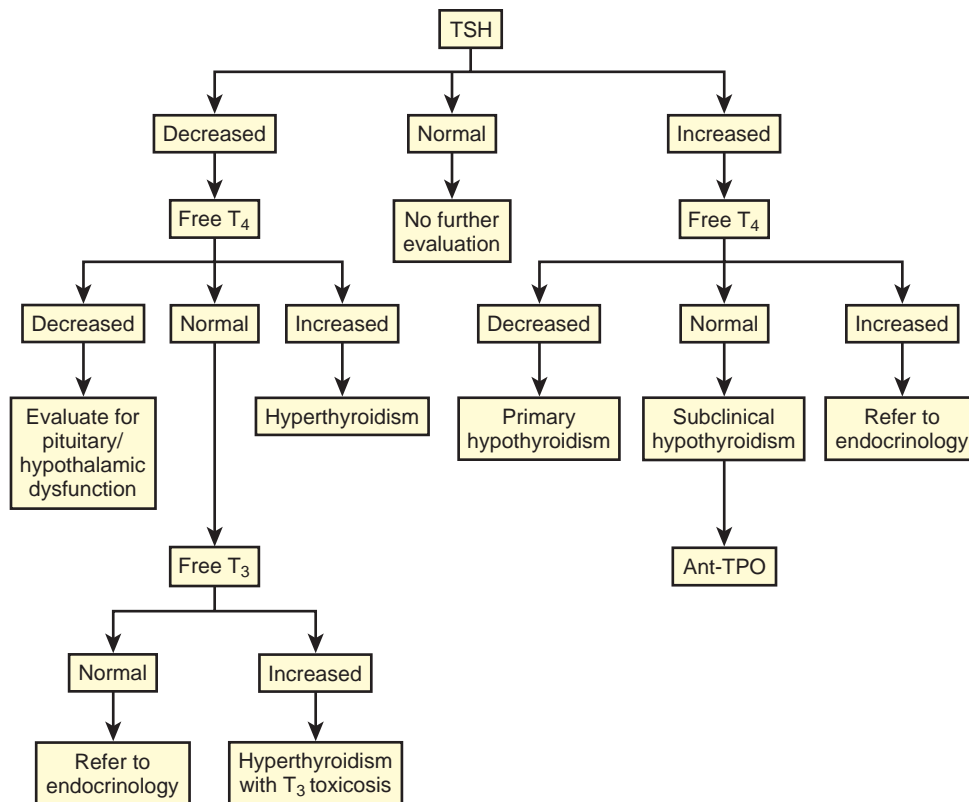 TSH
Decreased
Normal
Increased
Free T4
No further
evaluation
Free T4
Decreased
Normal
Increased
Decreased
Normal
Increased
Evaluate for
pituitary/
hypothalamic
dysfunction
Hyperthyroidism
Primary
hypothyroidism
Subclinical
hypothyroidism
Refer to
endocrinology
Free T3
Ant-TPO
Normal
Increased
Refer to
endocrinology
Hyperthyroidism
with T3 toxicosis